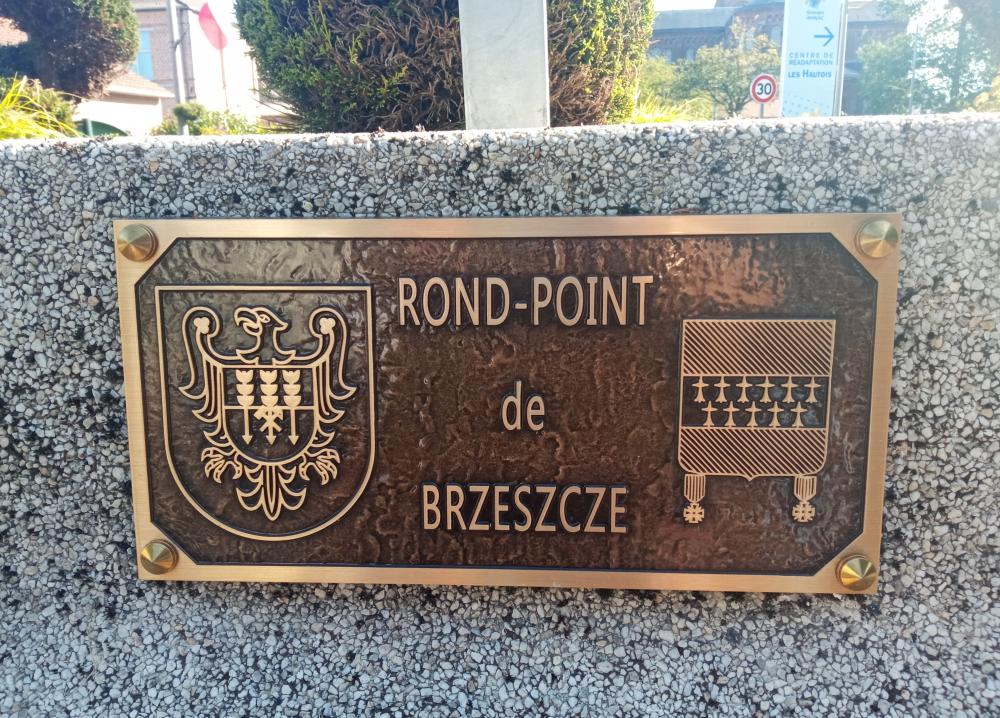 CENTRE DE
RÉADAPTATION
LES HAUTOIS
30
ROND-POINT
de
BRZESZCZE